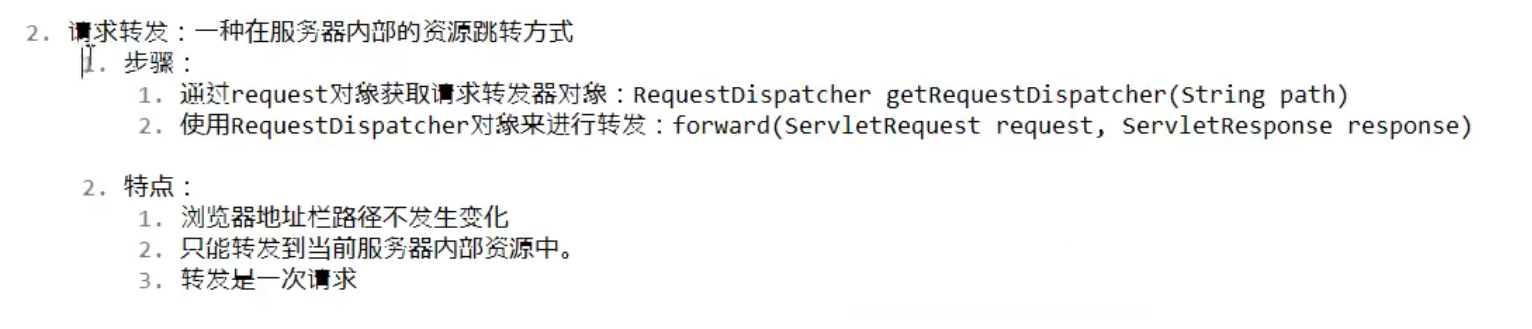 2. 请求转发：一种在服务器内部的资源跳转方式
1. 步骤：
1. 通过request对象获取请求转发器对象：RequestDispatcher getRequestDispatcher(String path)
2. 使用RequestDispatcher对象来进行转发：forward(ServletRequest request, ServletResponse response)
2. 特点：
1. 浏览器地址栏路径不发生变化
2. 只能转发到当前服务器内部资源中。
3. 转发是一次请求